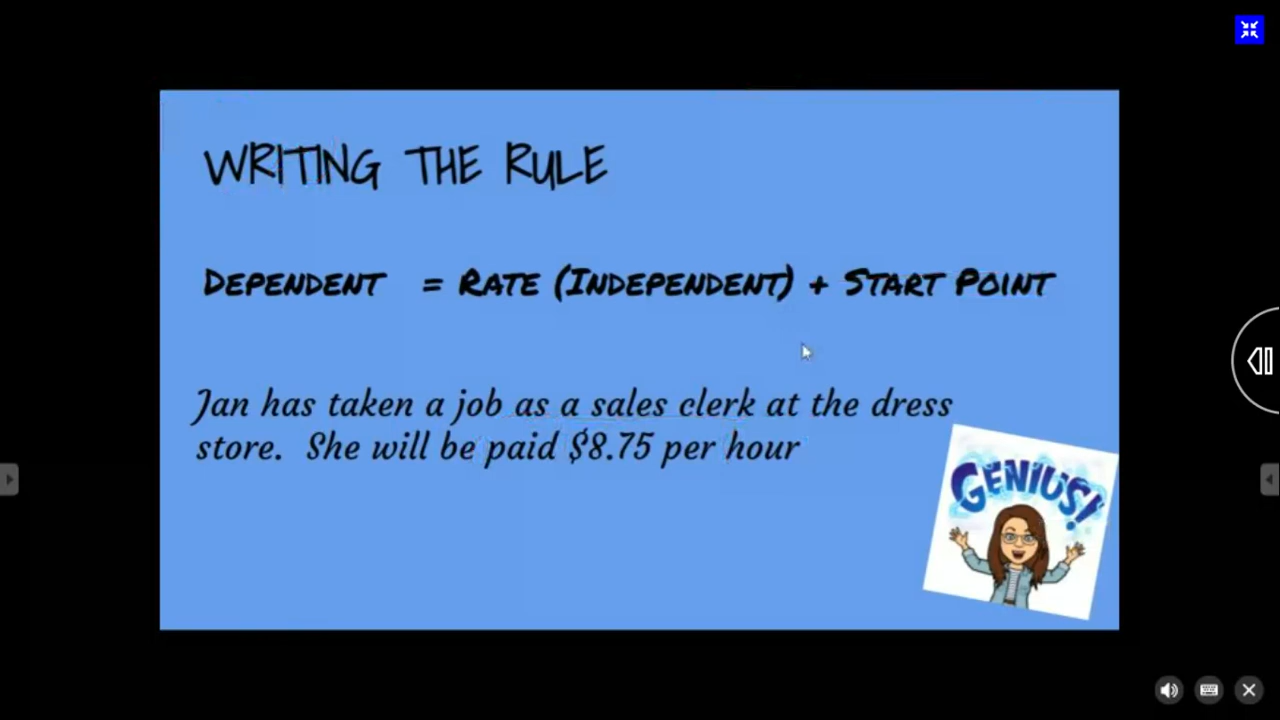 WRITING THE RULE
DEPENDENT = RATE (INDEPENDENT) + START POINT
Jan has taken a job as a sales clerk at the dress
store. She will be paid $8.75 per hour
GENIUS!